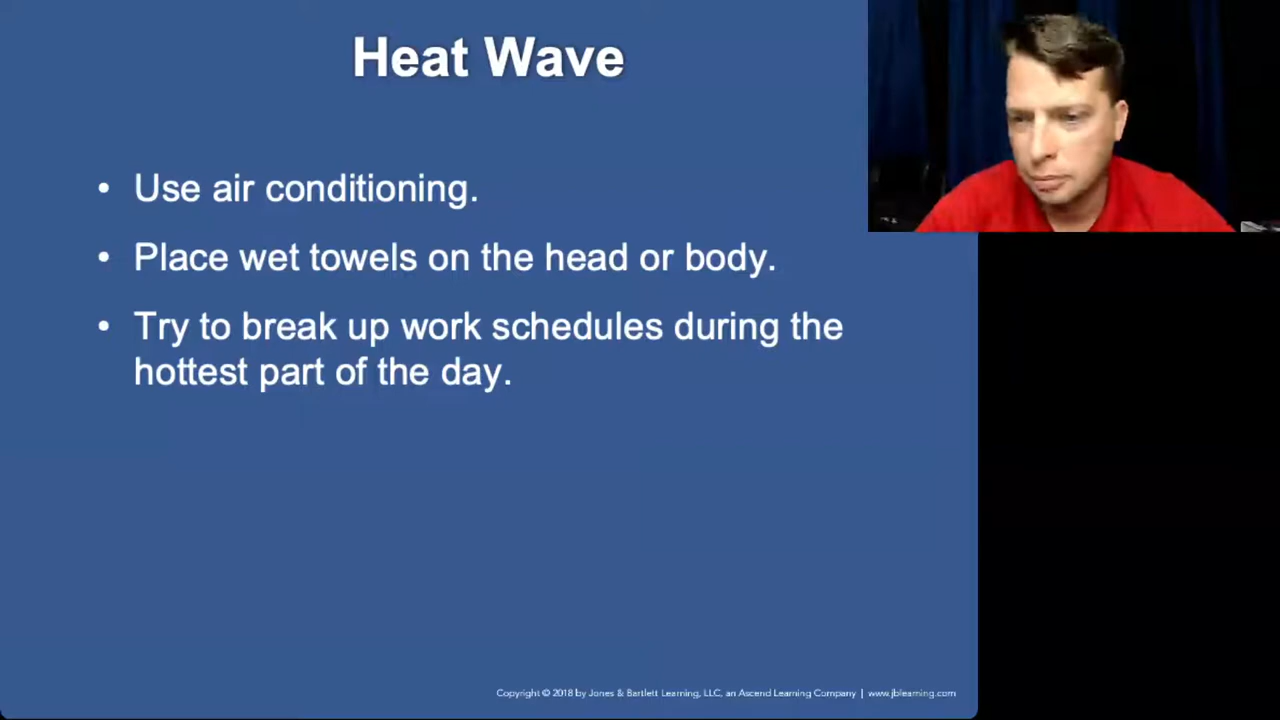 Heat Wave
• Use air conditioning.
• Place wet towels on the head or body.
• Try to break up work schedules during the
hottest part of the day.
Copyright © 2018 by Jones & Bartlett Learning, LLC, an Ascend Learning Company | www.jblearning.com